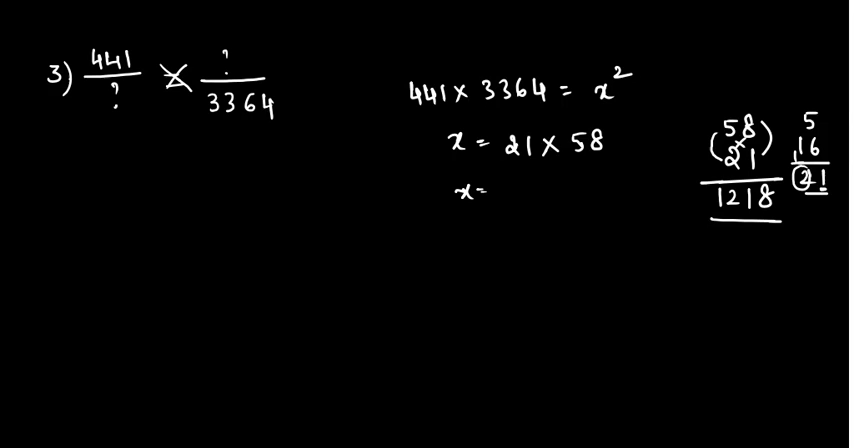 3) 441/? × ?/3364
441 × 3364 = x²
x = 21 × 58
x =
58
× 21
1218
5
16
21